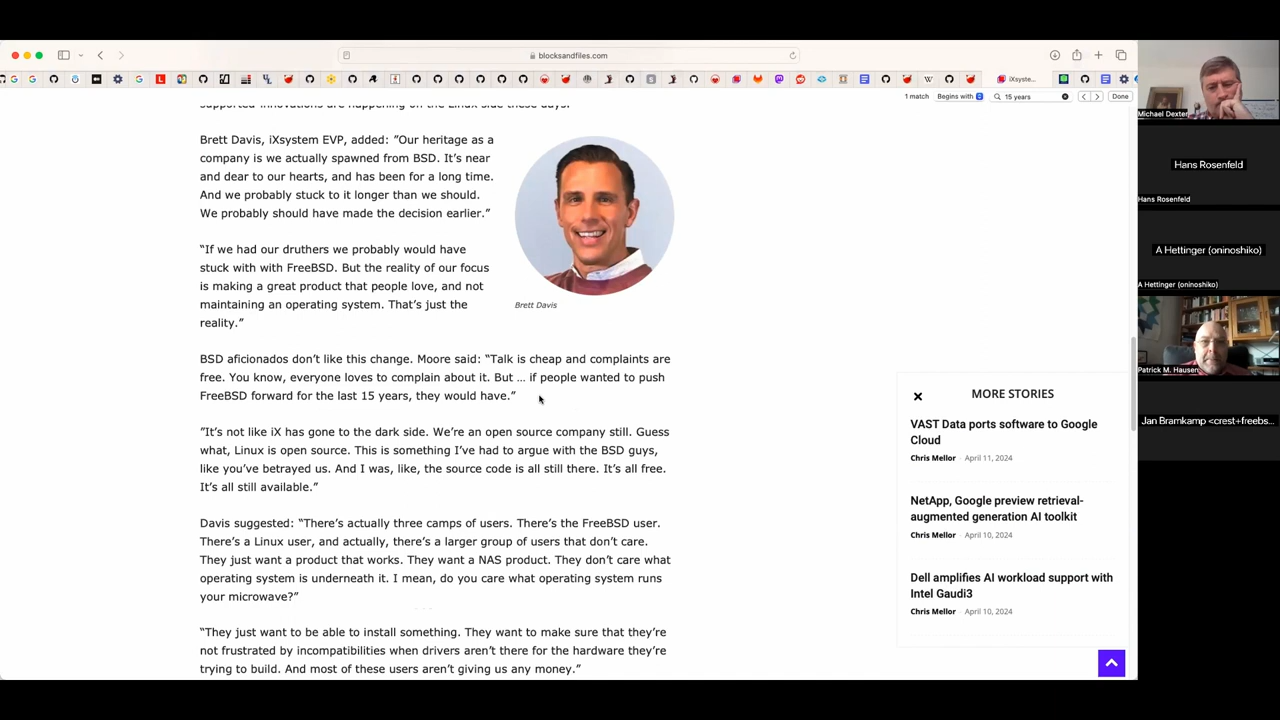 blocksandfiles.com
iXsyste...
1 match
Begins with
15 years
Done
supported innovations are happening on the Linux side these days.
Brett Davis, iXsystem EVP, added: "Our heritage as a
company is we actually spawned from BSD. It's near
and dear to our hearts, and has been for a long time.
And we probably stuck to it longer than we should.
We probably should have made the decision earlier."
"If we had our druthers we probably would have
stuck with with FreeBSD. But the reality of our focus
is making a great product that people love, and not
maintaining an operating system. That's just the
reality."
Brett Davis
BSD aficionados don't like this change. Moore said: "Talk is cheap and complaints are
free. You know, everyone loves to complain about it. But … if people wanted to push
FreeBSD forward for the last 15 years, they would have."
"It's not like iX has gone to the dark side. We're an open source company still. Guess
what, Linux is open source. This is something I've had to argue with the BSD guys,
like you've betrayed us. And I was, like, the source code is all still there. It's all free.
It's all still available."
Davis suggested: "There's actually three camps of users. There's the FreeBSD user.
There's a Linux user, and actually, there's a larger group of users that don't care.
They just want a product that works. They want a NAS product. They don't care what
operating system is underneath it. I mean, do you care what operating system runs
your microwave?"
"They just want to be able to install something. They want to make sure that they're
not frustrated by incompatibilities when drivers aren't there for the hardware they're
trying to build. And most of these users aren't giving us any money."
MORE STORIES
VAST Data ports software to Google
Cloud
Chris Mellor - April 11, 2024
NetApp, Google preview retrieval-
augmented generation AI toolkit
Chris Mellor - April 10, 2024
Dell amplifies AI workload support with
Intel Gaudi3
Chris Mellor - April 10, 2024
Michael Dexter
Hans Rosenfeld
Hans Rosenfeld
A Hettinger (oninoshiko)
A Hettinger (oninoshiko)
Patrick M. Hausen
Jan Bramkamp <crest+freebs...